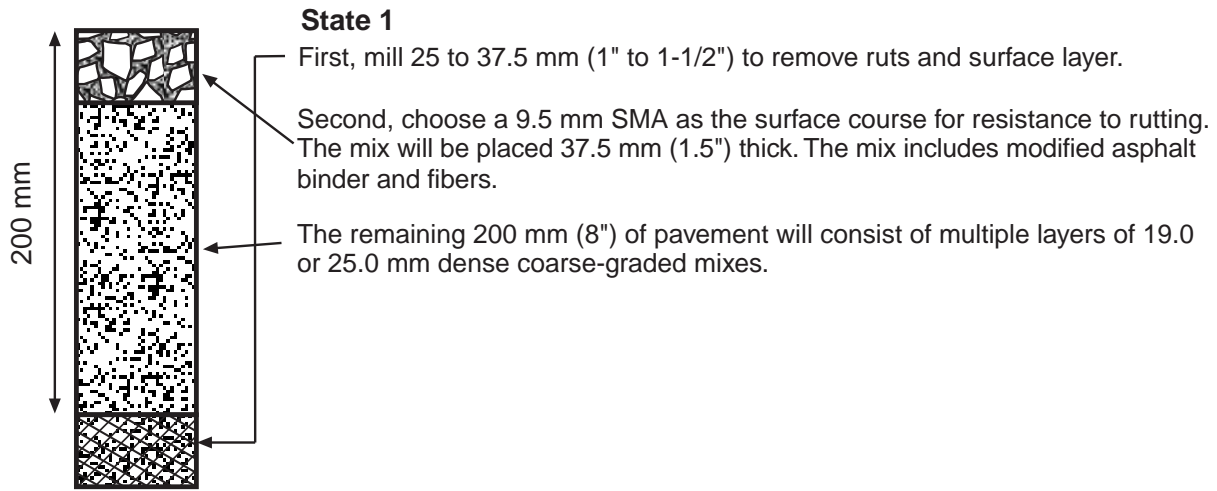 State 1
First, mill 25 to 37.5 mm (1" to 1-1/2") to remove ruts and surface layer.
Second, choose a 9.5 mm SMA as the surface course for resistance to rutting.
The mix will be placed 37.5 mm (1.5") thick. The mix includes modified asphalt
binder and fibers.
200 mm
The remaining 200 mm (8") of pavement will consist of multiple layers of 19.0
or 25.0 mm dense coarse-graded mixes.